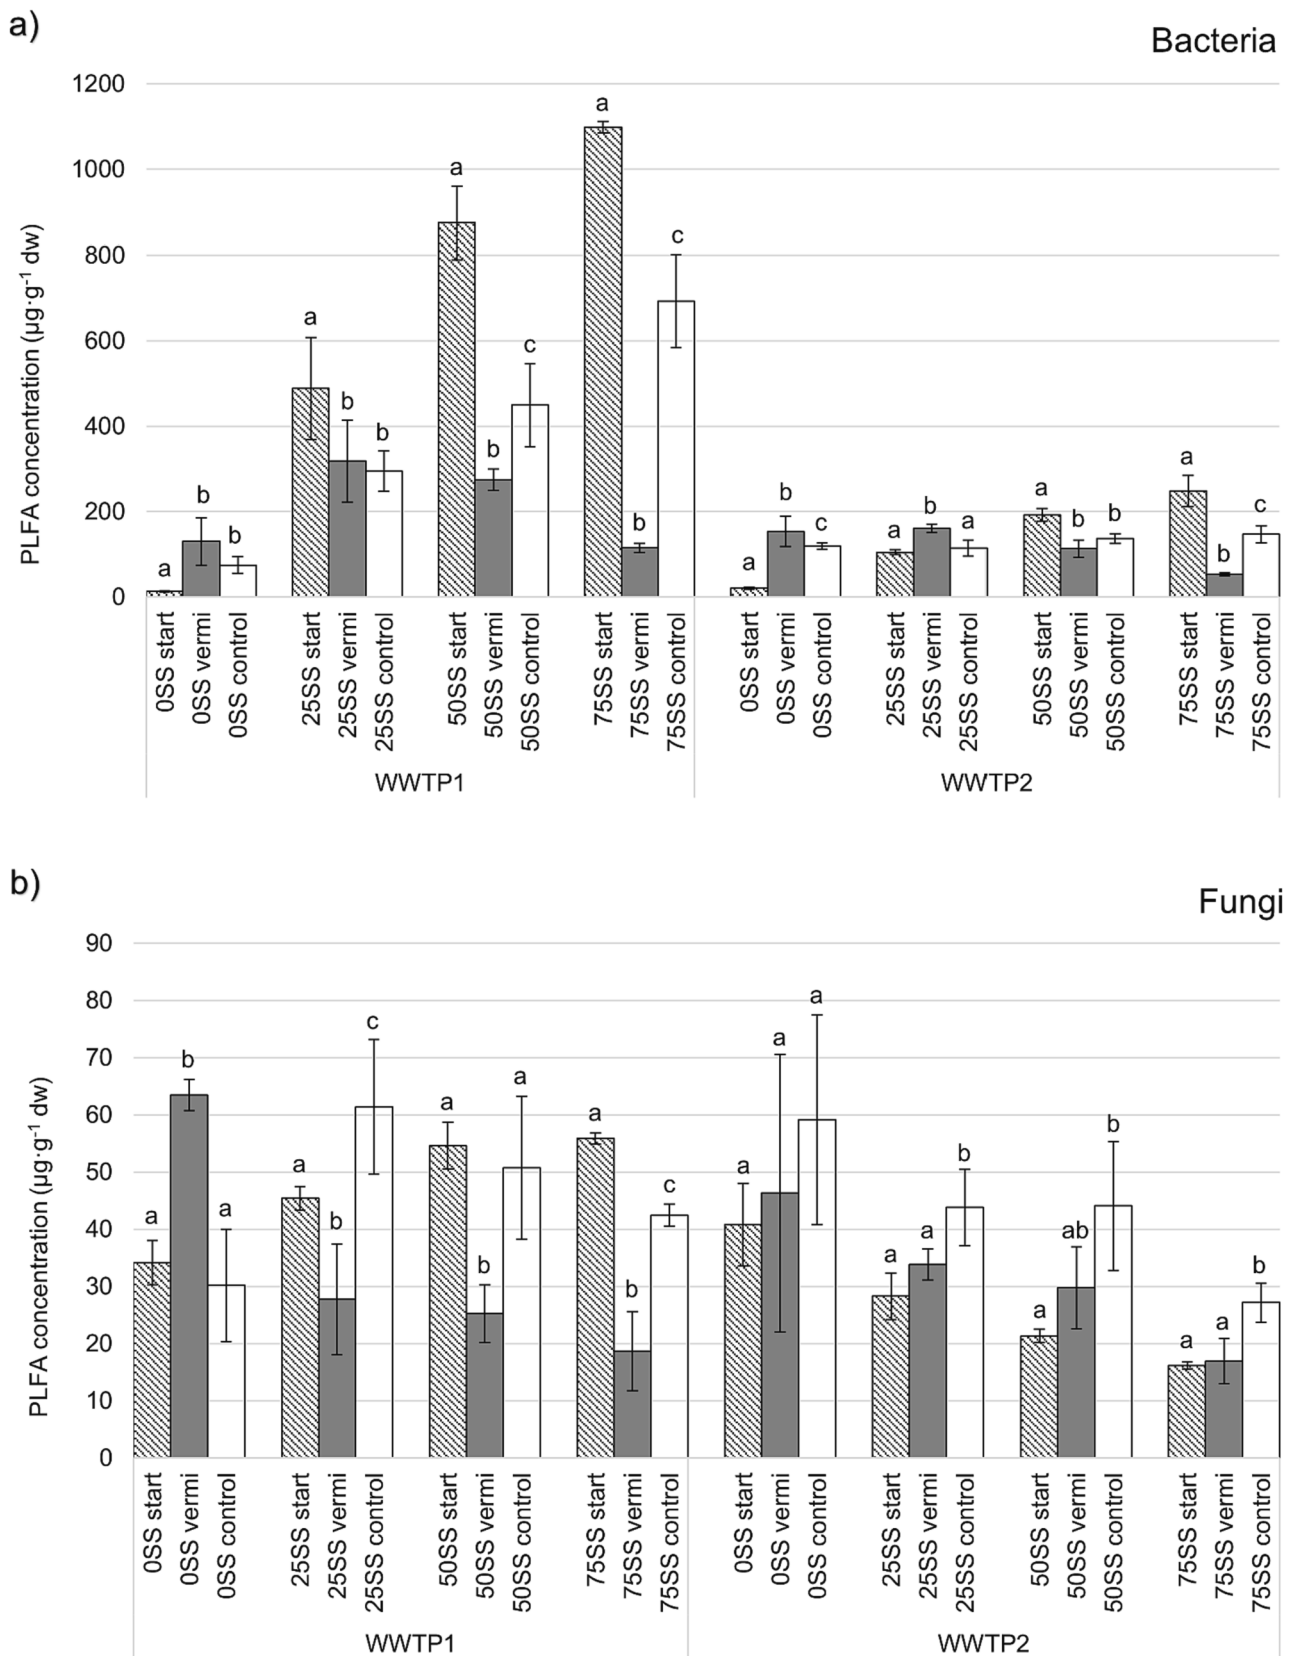 a)
Bacteria
PLFA concentration (µg·g⁻¹ dw)
1200
1000
800
600
400
200
0
a
b
b
a
b
b
a
b
c
a
b
c
a
b
c
a
b
a
a
b
b
a
b
c
0SS start
0SS vermi
0SS control
25SS start
25SS vermi
25SS control
50SS start
50SS vermi
50SS control
75SS start
75SS vermi
75SS control
0SS start
0SS vermi
0SS control
25SS start
25SS vermi
25SS control
50SS start
50SS vermi
50SS control
75SS start
75SS vermi
75SS control
WWTP1
WWTP2
b)
Fungi
PLFA concentration (µg·g⁻¹ dw)
90
80
70
60
50
40
30
20
10
0
a
b
a
a
b
c
a
b
a
a
b
c
a
a
a
a
a
b
a
ab
b
a
a
b
0SS start
0SS vermi
0SS control
25SS start
25SS vermi
25SS control
50SS start
50SS vermi
50SS control
75SS start
75SS vermi
75SS control
0SS start
0SS vermi
0SS control
25SS start
25SS vermi
25SS control
50SS start
50SS vermi
50SS control
75SS start
75SS vermi
75SS control
WWTP1
WWTP2